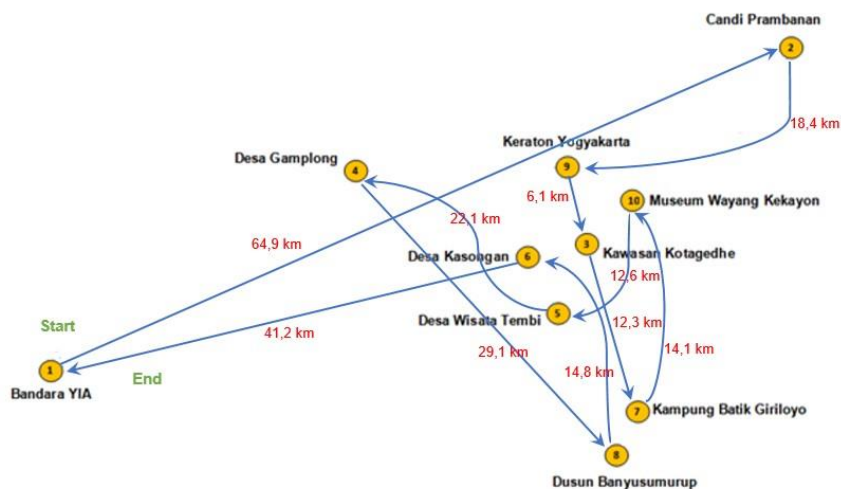 Candi Prambanan
2
18,4 km
Keraton Yogyakarta
Desa Gamplong
9
4
6,1 km
10
Museum Wayang Kekayon
22,1 km
64,9 km
3
Kawasan Kotagedhe
Desa Kasongan
6
12,6 km
5
Desa Wisata Tembi
12,3 km
Start
41,2 km
29,1 km
14,1 km
14,8 km
1
End
Bandara YIA
7
Kampung Batik Giriloyo
8
Dusun Banyusumurup